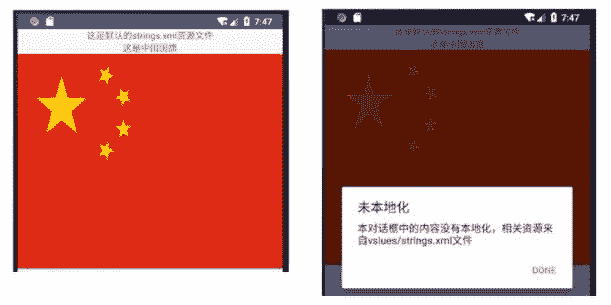 7:47
这是默认的strings.xml资源文件
这是中国国旗
7:47
这是默认的strings.xml资源文件
这是中国国旗
未本地化
本对话框中的内容没有本地化，相关资源来
自values/strings.xml文件
DONE